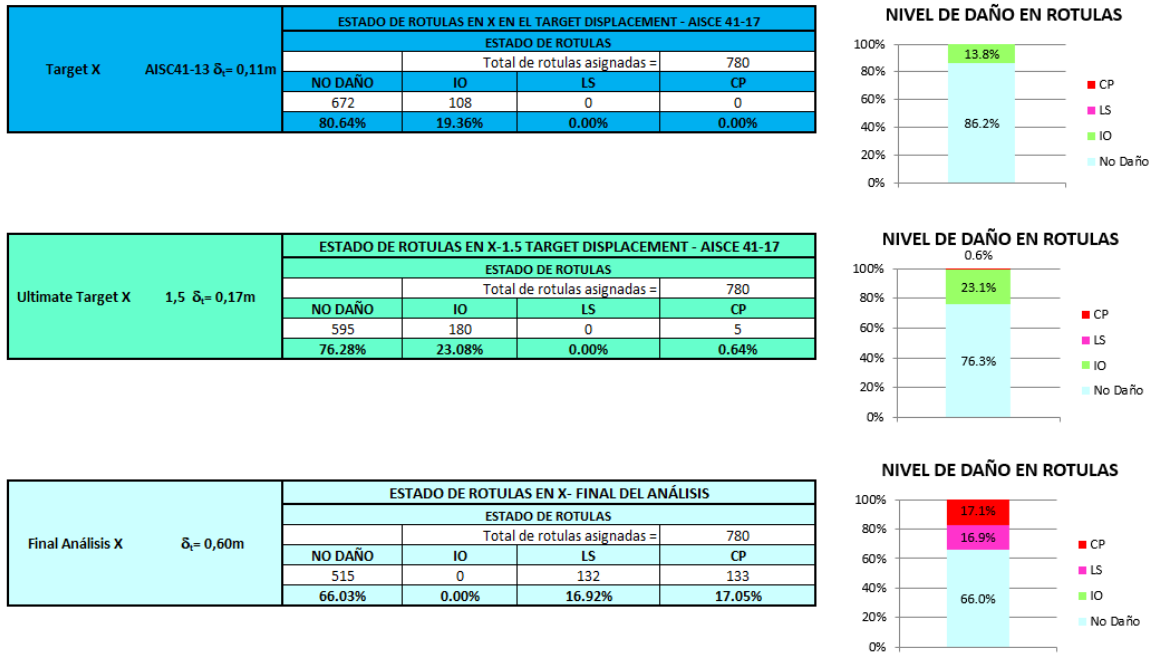 ESTADO DE ROTULAS EN X EN EL TARGET DISPLACEMENT - AISCE 41-17
ESTADO DE ROTULAS
Target X AISC41-13 δt= 0,11m
Total de rotulas asignadas = 780
NO DAÑO IO LS CP
672 108 0 0
80.64% 19.36% 0.00% 0.00%
NIVEL DE DAÑO EN ROTULAS
100%
80%
60%
40%
20%
0%
13.8%
86.2%
CP
LS
IO
No Daño
ESTADO DE ROTULAS EN X-1.5 TARGET DISPLACEMENT - AISCE 41-17
ESTADO DE ROTULAS
Ultimate Target X 1,5 δt= 0,17m
Total de rotulas asignadas = 780
NO DAÑO IO LS CP
595 180 0 5
76.28% 23.08% 0.00% 0.64%
NIVEL DE DAÑO EN ROTULAS
0.6%
100%
80%
60%
40%
20%
0%
23.1%
76.3%
CP
LS
IO
No Daño
ESTADO DE ROTULAS EN X- FINAL DEL ANÁLISIS
ESTADO DE ROTULAS
Final Análisis X δt= 0,60m
Total de rotulas asignadas = 780
NO DAÑO IO LS CP
515 0 132 133
66.03% 0.00% 16.92% 17.05%
NIVEL DE DAÑO EN ROTULAS
100%
80%
60%
40%
20%
0%
17.1%
16.9%
66.0%
CP
LS
IO
No Daño